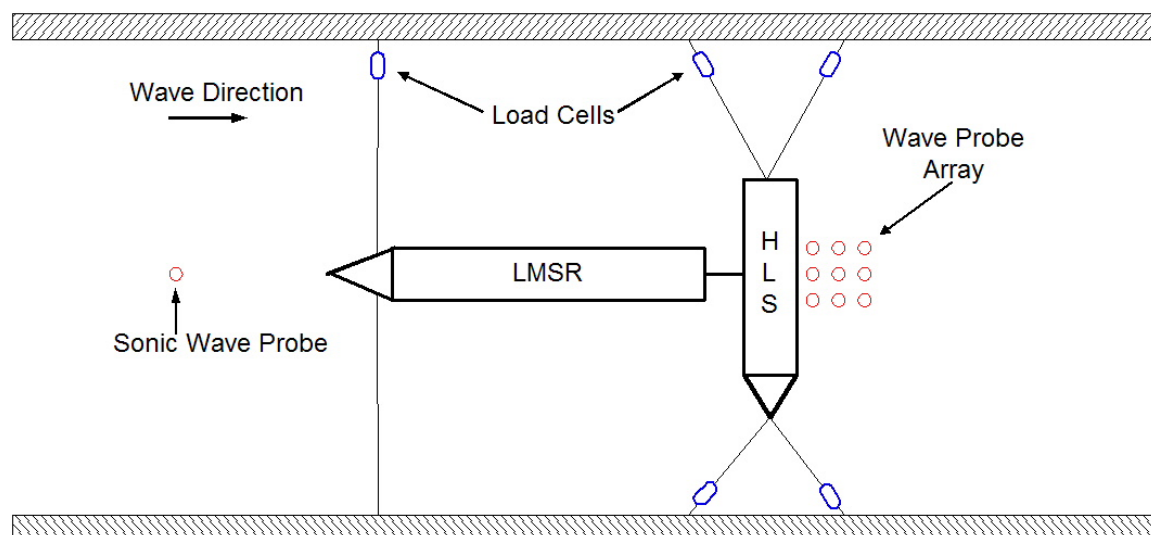 Wave Direction
Load Cells
Wave Probe
Array
LMSR
H
L
S
Sonic Wave Probe